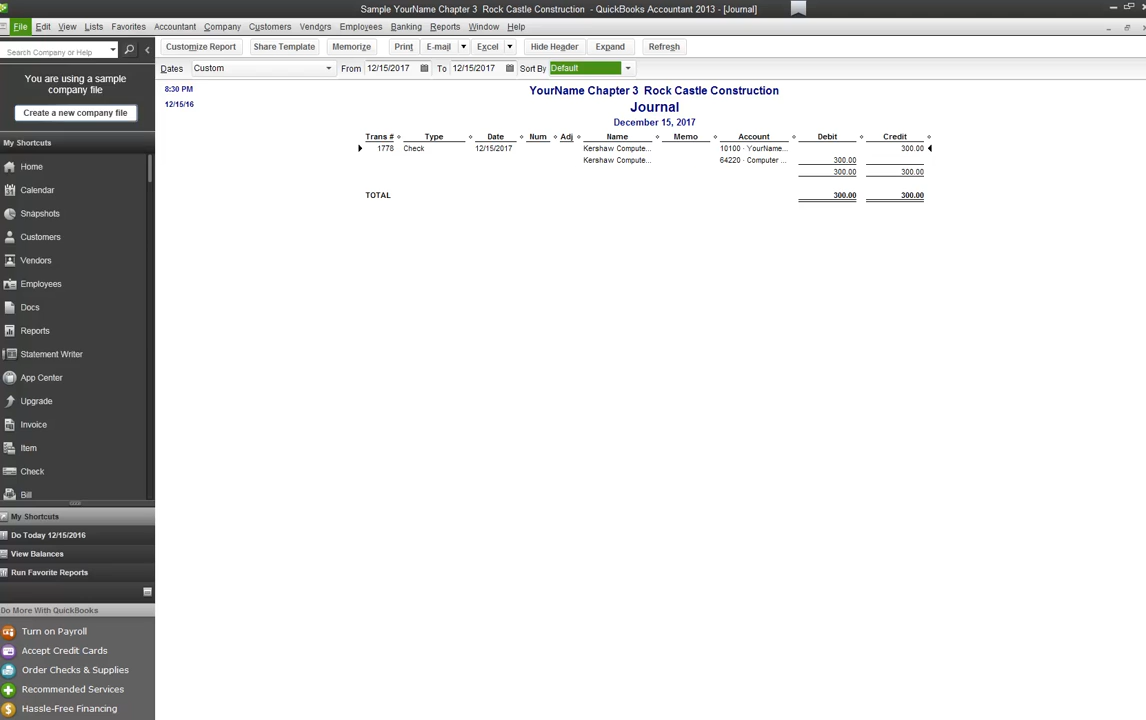 Sample YourName Chapter 3  Rock Castle Construction  - QuickBooks Accountant 2013 - [Journal]
File Edit View Lists Favorites Accountant Company Customers Vendors Employees Banking Reports Window Help
Search Company or Help
Customize Report Share Template Memorize Print E-mail Excel Hide Header Expand Refresh
Dates Custom From 12/15/2017 To 12/15/2017 Sort By Default
You are using a sample
company file
Create a new company file
My Shortcuts
Home
Calendar
Snapshots
Customers
Vendors
Employees
Docs
Reports
Statement Writer
App Center
Upgrade
Invoice
Item
Check
Bill
My Shortcuts
Do Today 12/15/2016
View Balances
Run Favorite Reports
Do More With QuickBooks
Turn on Payroll
Accept Credit Cards
Order Checks & Supplies
Recommended Services
Hassle-Free Financing
8:30 PM
12/15/16
YourName Chapter 3  Rock Castle Construction
Journal
December 15, 2017
Trans # Type Date Num Adj Name Memo Account Debit Credit
1778 Check 12/15/2017 Kershaw Compute... 10100 · YourName... 300.00
Kershaw Compute... 64220 · Computer ... 300.00
300.00 300.00
TOTAL 300.00 300.00